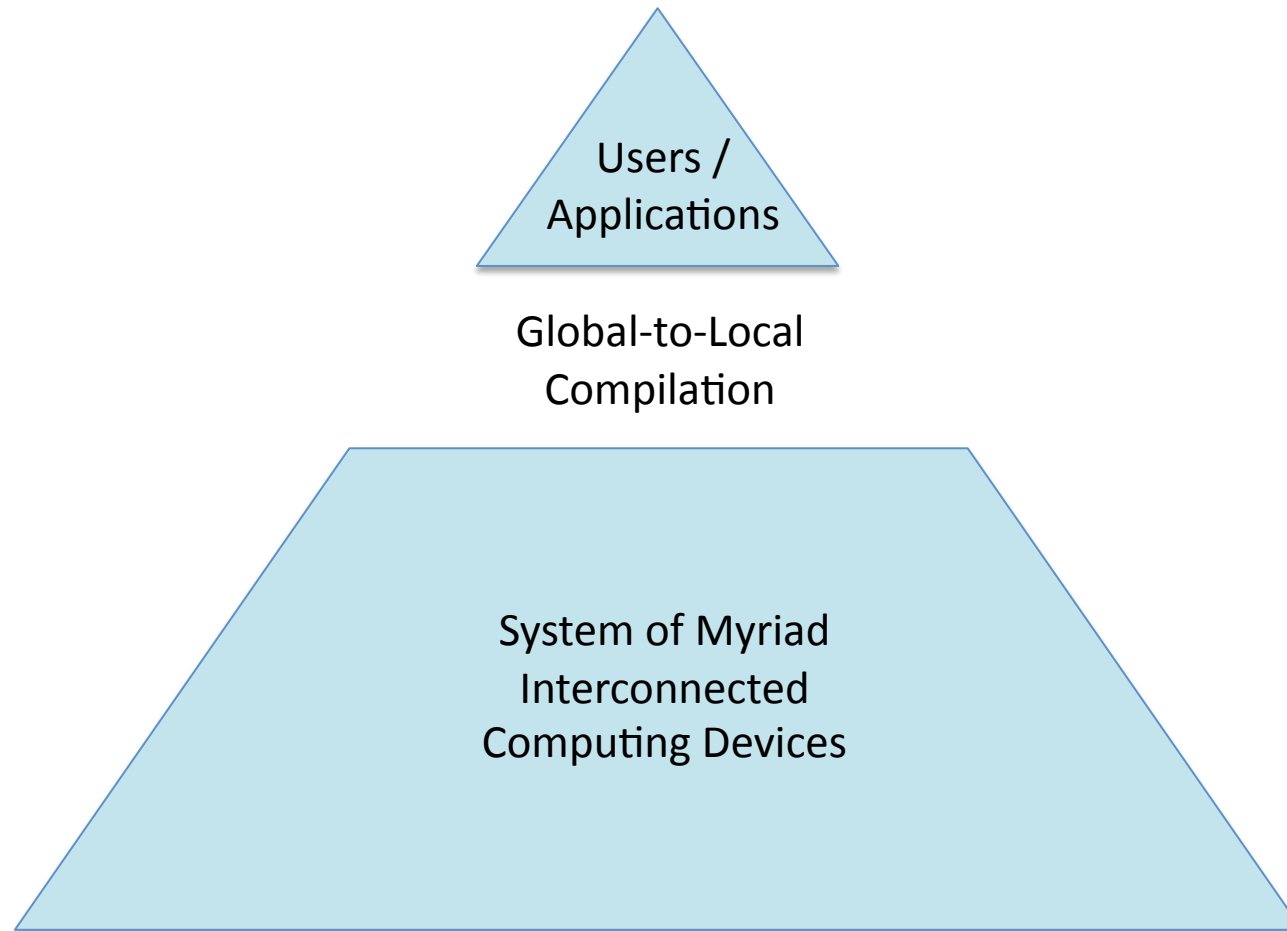 Users /
Applications
Global-to-Local
Compilation
System of Myriad
Interconnected
Computing Devices